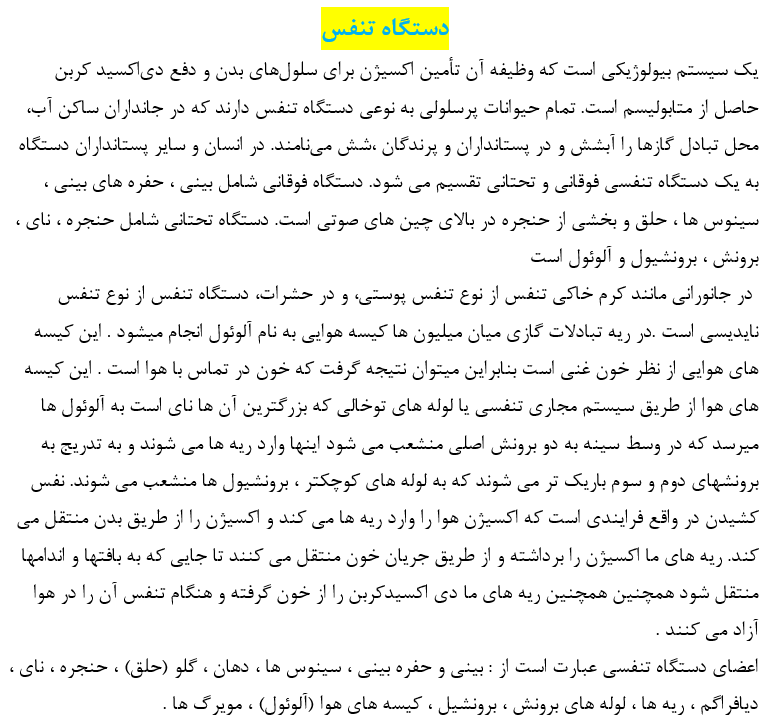 دستگاه تنفس
یک سیستم بیولوژیکی است که وظیفه آن تأمین اکسیژن برای سلول‌های بدن و دفع دی‌اکسید کربن
حاصل از متابولیسم است. تمام حیوانات پرسلولی به نوعی دستگاه تنفس دارند که در جانداران ساکن آب،
محل تبادل گازها را آبشش و در پستانداران و پرندگان ،شش می‌نامند. در انسان و سایر پستانداران دستگاه
به یک دستگاه تنفسی فوقانی و تحتانی تقسیم می شود. دستگاه فوقانی شامل بینی ، حفره های بینی ،
سینوس ها ، حلق و بخشی از حنجره در بالای چین های صوتی است. دستگاه تحتانی شامل حنجره ، نای ،
برونش ، برونشیول و آلوئول است
در جانورانی مانند کرم خاکی تنفس از نوع تنفس پوستی، و در حشرات، دستگاه تنفس از نوع تنفس
نایدیسی است .در ریه تبادلات گازی میان میلیون ها کیسه هوایی به نام آلوئول انجام میشود . این کیسه
های هوایی از نظر خون غنی است بنابراین میتوان نتیجه گرفت که خون در تماس با هوا است . این کیسه
های هوا از طریق سیستم مجاری تنفسی یا لوله های توخالی که بزرگترین آن ها نای است به آلوئول ها
میرسد که در وسط سینه به دو برونش اصلی منشعب می شود اینها وارد ریه ها می شوند و به تدریج به
برونشهای دوم و سوم باریک تر می شوند که به لوله های کوچکتر ، برونشیول ها منشعب می شوند. نفس
کشیدن در واقع فرایندی است که اکسیژن هوا را وارد ریه ها می کند و اکسیژن را از طریق بدن منتقل می
کند. ریه های ما اکسیژن را برداشته و از طریق جریان خون منتقل می کنند تا جایی که به بافتها و اندامها
منتقل شود همچنین همچنین ریه های ما دی اکسیدکربن را از خون گرفته و هنگام تنفس آن را در هوا
آزاد می کنند .
اعضای دستگاه تنفسی عبارت است از : بینی و حفره بینی ، سینوس ها ، دهان ، گلو (حلق) ، حنجره ، نای ،
دیافراگم ، ریه ها ، لوله های برونش ، برونشیل ، کیسه های هوا (آلوئول) ، مویرگ ها .